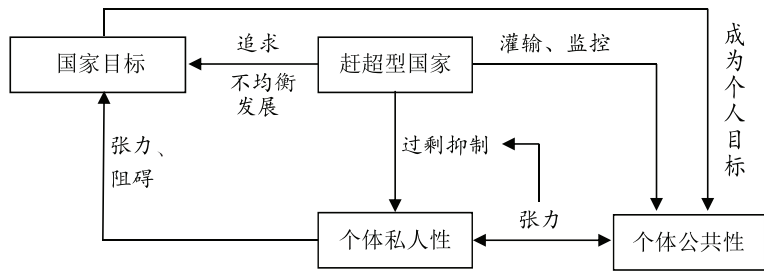 国家目标
追求
不均衡
发展
赶超型国家
灌输、监控
成为个人目标
张力、
阻碍
过剩抑制
个体私人性
张力
个体公共性